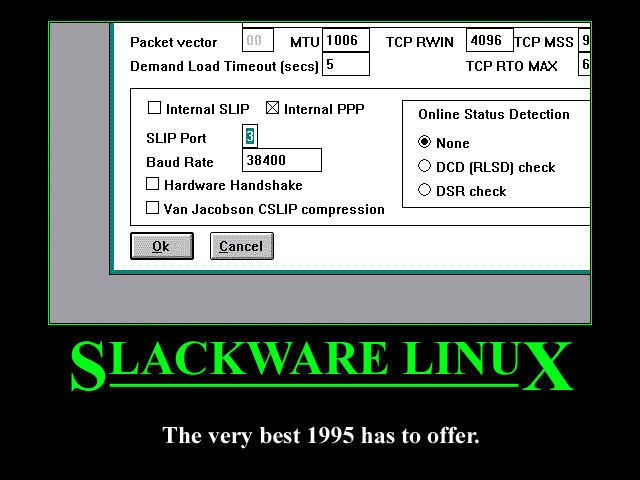 Packet vector 00 MTU 1006 TCP RWIN 4096 TCP MSS 9
Demand Load Timeout (secs) 5 TCP RTO MAX 6
Internal SLIP Internal PPP
Online Status Detection
SLIP Port 3
None
Baud Rate 38400
DCD (RLSD) check
Hardware Handshake
DSR check
Van Jacobson CSLIP compression
Ok Cancel
SLACKWARE LINUX
The very best 1995 has to offer.